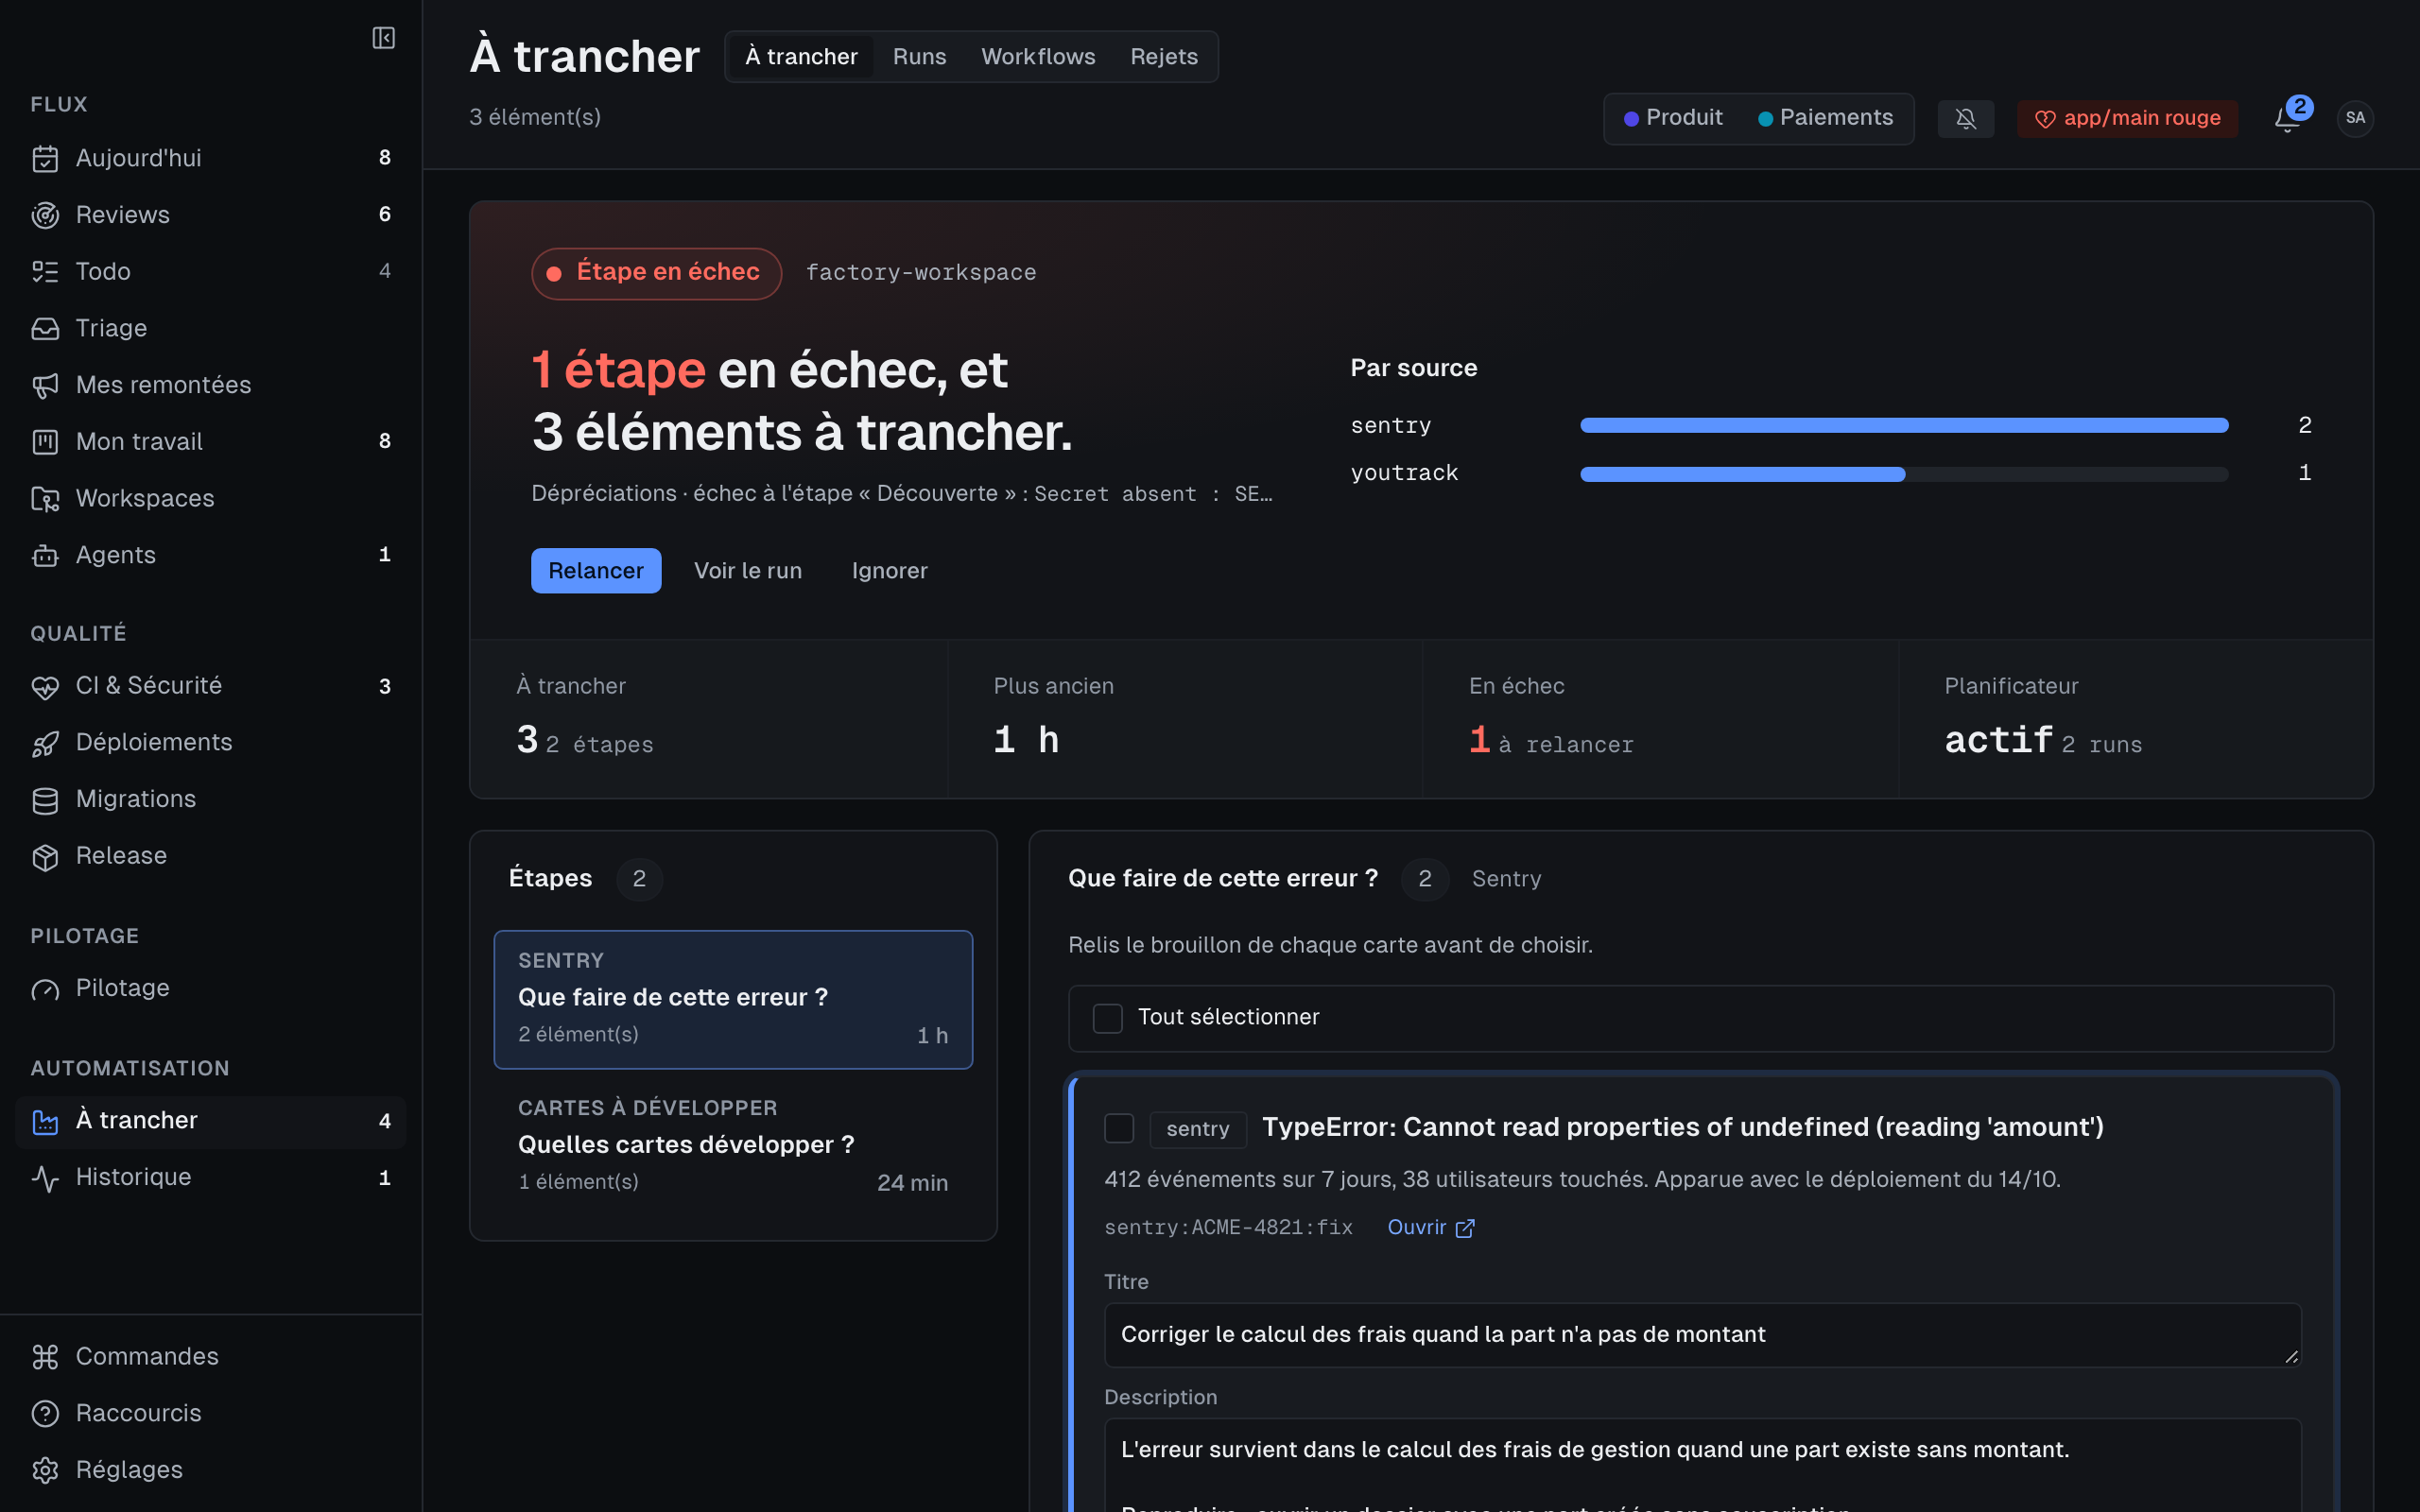 FLUX
Aujourd'hui 8
Reviews 6
Todo 4
Triage
Mes remontées
Mon travail 8
Workspaces
Agents 1
QUALITÉ
CI & Sécurité 3
Déploiements
Migrations
Release
PILOTAGE
Pilotage
AUTOMATISATION
À trancher 4
Historique 1
Commandes
Raccourcis
Réglages
À trancher
À trancher Runs Workflows Rejets
3 élément(s)
Produit Paiements
app/main rouge
2
SA
Étape en échec factory-workspace
1 étape en échec, et
3 éléments à trancher.
Dépréciations · échec à l'étape « Découverte » : Secret absent : SE…
Relancer Voir le run Ignorer
Par source
sentry 2
youtrack 1
À trancher
3 2 étapes
Plus ancien
1 h
En échec
1 à relancer
Planificateur
actif 2 runs
Étapes 2
SENTRY
Que faire de cette erreur ?
2 élément(s) 1 h
CARTES À DÉVELOPPER
Quelles cartes développer ?
1 élément(s) 24 min
Que faire de cette erreur ? 2 Sentry
Relis le brouillon de chaque carte avant de choisir.
Tout sélectionner
sentry TypeError: Cannot read properties of undefined (reading 'amount')
412 événements sur 7 jours, 38 utilisateurs touchés. Apparue avec le déploiement du 14/10.
sentry:ACME-4821:fix Ouvrir
Titre
Corriger le calcul des frais quand la part n'a pas de montant
Description
L'erreur survient dans le calcul des frais de gestion quand une part existe sans montant.